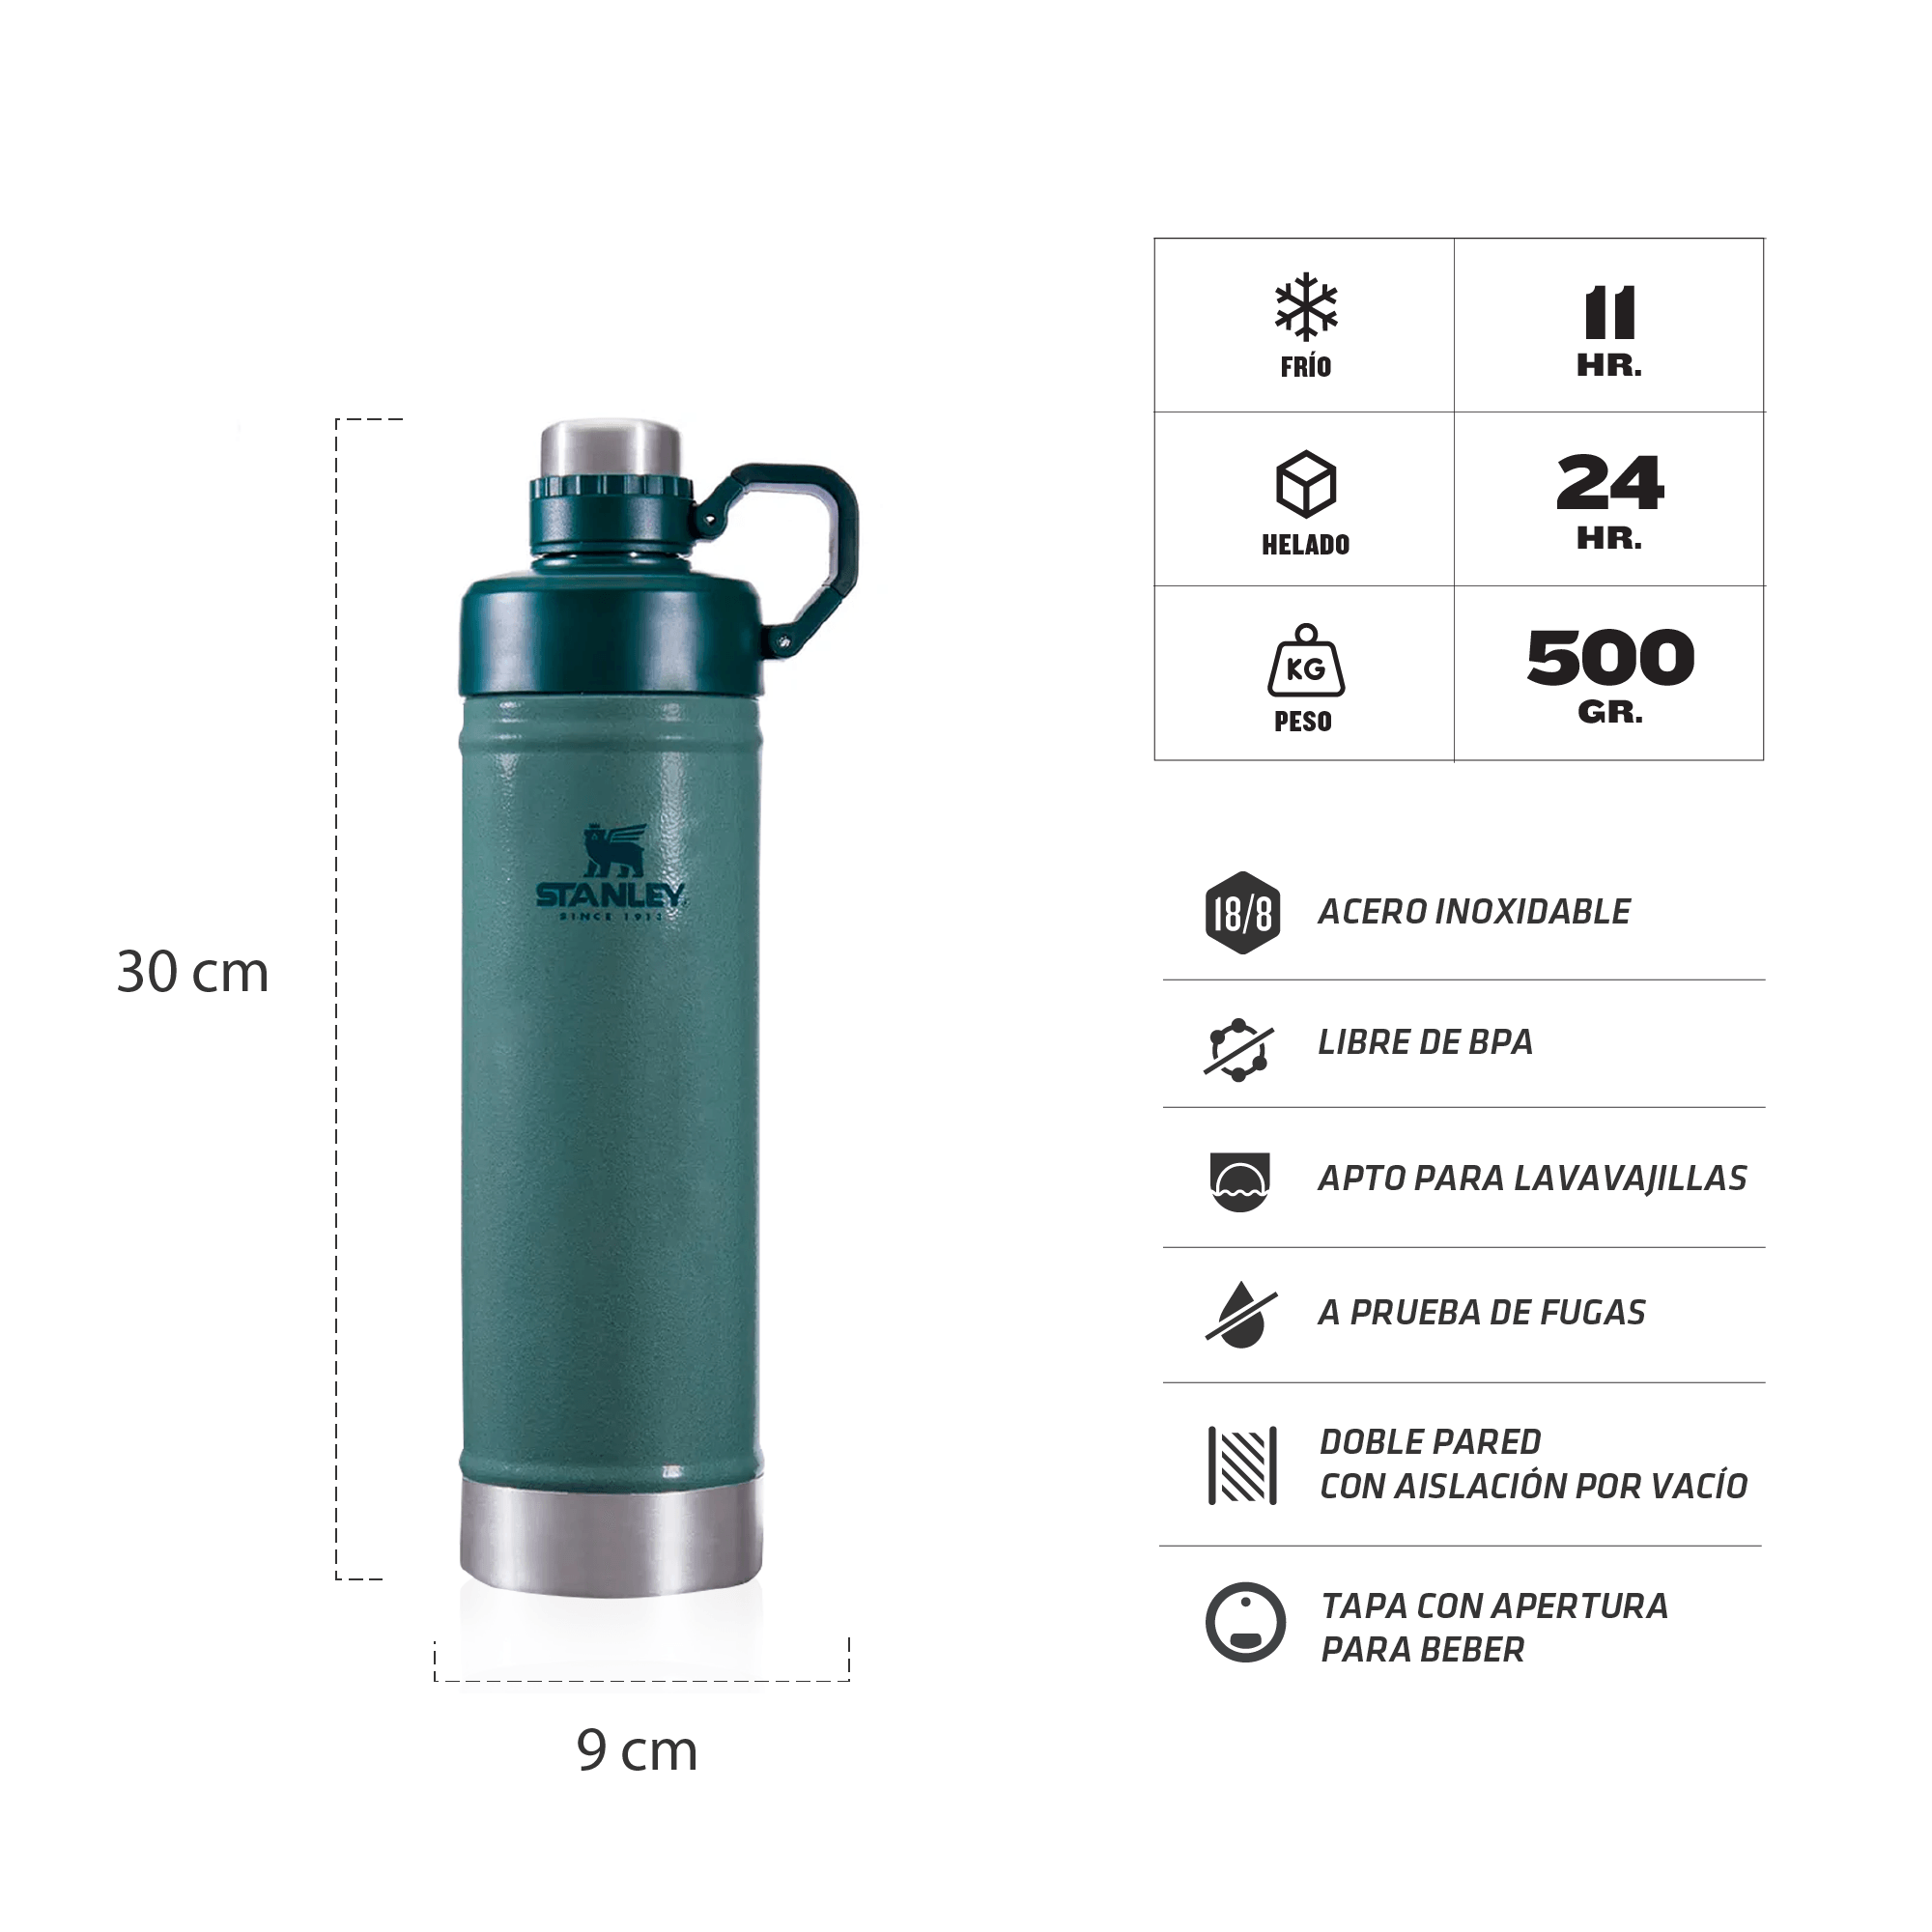 FRÍO
11
HR.
HELADO
24
HR.
KG
PESO
500
GR.
STANLEY
SINCE 1913
30 cm
9 cm
18/8 ACERO INOXIDABLE
LIBRE DE BPA
APTO PARA LAVAVAJILLAS
A PRUEBA DE FUGAS
DOBLE PARED
CON AISLACIÓN POR VACÍO
TAPA CON APERTURA
PARA BEBER